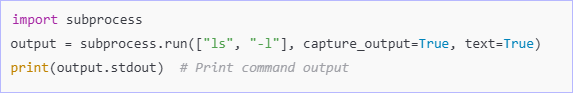 import subprocess
output = subprocess.run(["ls", "-l"], capture_output=True, text=True)
print(output.stdout)  # Print command output